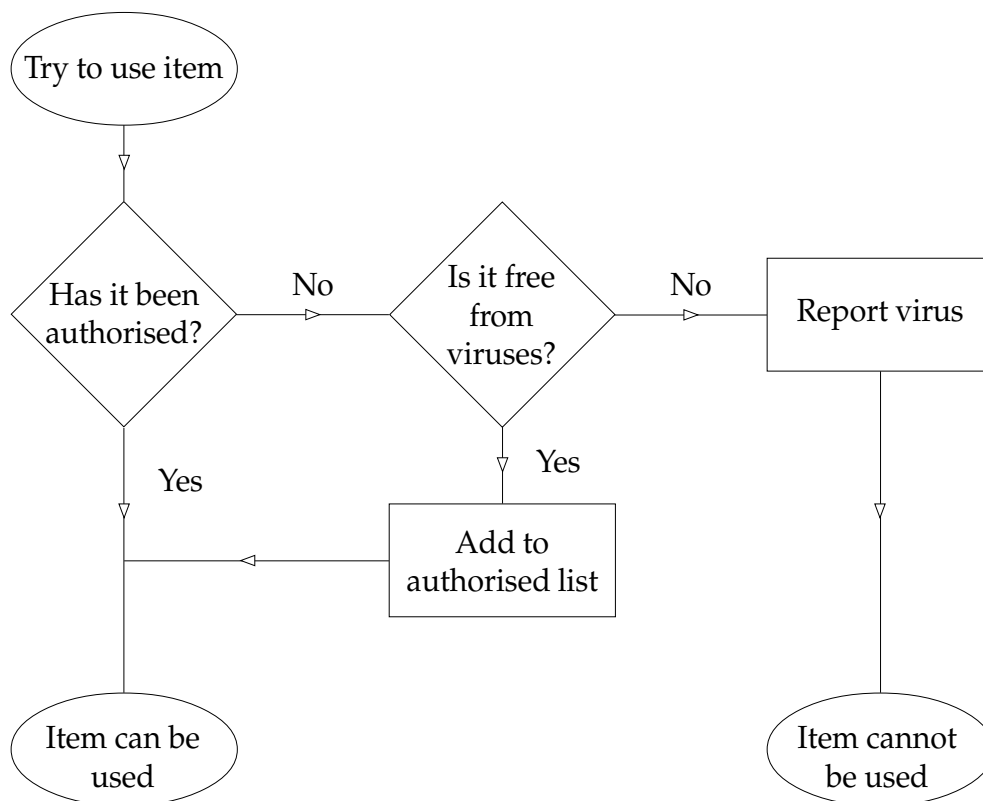 Try to use item
Has it been
authorised?
No
Is it free
from
viruses?
No
Report virus
Yes
Yes
Add to
authorised list
Item can be
used
Item cannot
be used